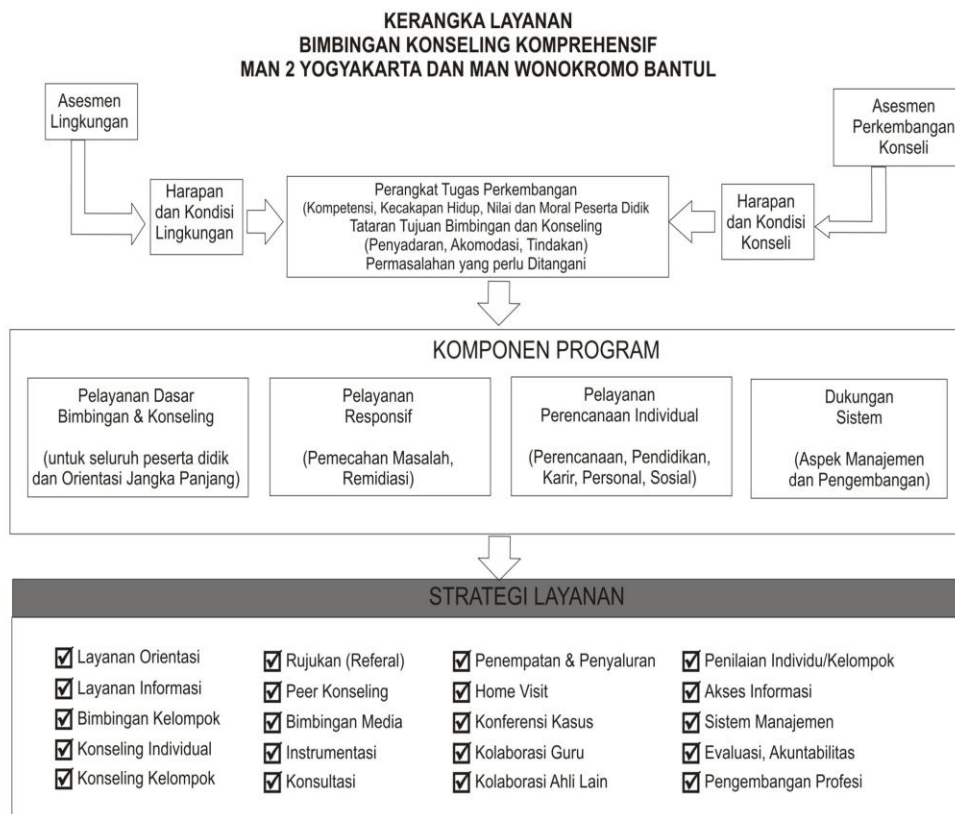 KERANGKA LAYANAN
BIMBINGAN KONSELING KOMPREHENSIF
MAN 2 YOGYAKARTA DAN MAN WONOKROMO BANTUL
Asesmen
Lingkungan
Asesmen
Perkembangan
Konseli
Harapan
dan Kondisi
Lingkungan
Perangkat Tugas Perkembangan
(Kompetensi, Kecakapan Hidup, Nilai dan Moral Peserta Didik
Tataran Tujuan Bimbingan dan Konseling
(Penyadaran, Akomodasi, Tindakan)
Permasalahan yang perlu Ditangani
Harapan
dan Kondisi
Konseli
KOMPONEN PROGRAM
Pelayanan Dasar
Bimbingan & Konseling
(untuk seluruh peserta didik
dan Orientasi Jangka Panjang)
Pelayanan
Responsif
(Pemecahan Masalah,
Remidiasi)
Pelayanan
Perencanaan Individual
(Perencanaan, Pendidikan,
Karir, Personal, Sosial)
Dukungan
Sistem
(Aspek Manajemen
dan Pengembangan)
STRATEGI LAYANAN
Layanan Orientasi
Layanan Informasi
Bimbingan Kelompok
Konseling Individual
Konseling Kelompok
Rujukan (Referal)
Peer Konseling
Bimbingan Media
Instrumentasi
Konsultasi
Penempatan & Penyaluran
Home Visit
Konferensi Kasus
Kolaborasi Guru
Kolaborasi Ahli Lain
Penilaian Individu/Kelompok
Akses Informasi
Sistem Manajemen
Evaluasi, Akuntabilitas
Pengembangan Profesi